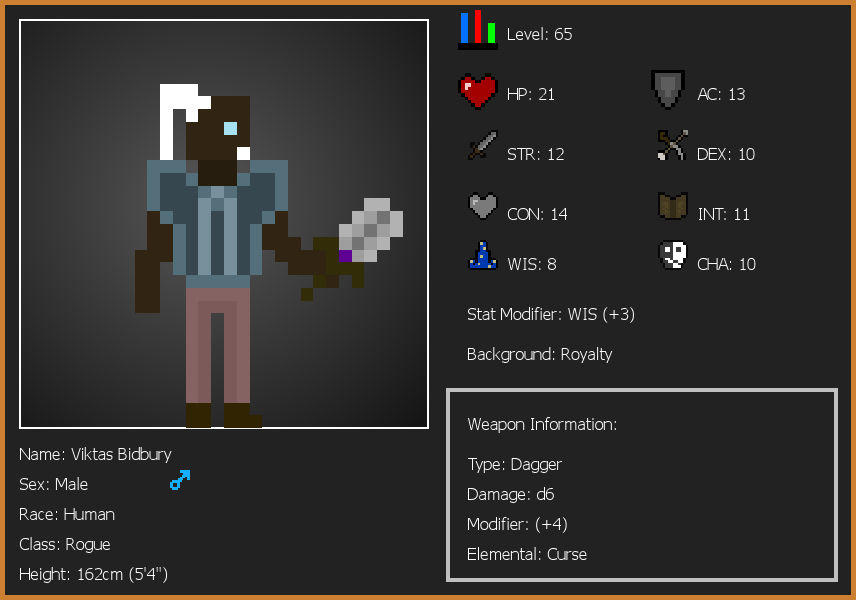 Level: 65
HP: 21
AC: 13
STR: 12
DEX: 10
CON: 14
INT: 11
WIS: 8
CHA: 10
Stat Modifier: WIS (+3)
Background: Royalty
Weapon Information:
Type: Dagger
Damage: d6
Modifier: (+4)
Elemental: Curse
Name: Viktas Bidbury
Sex: Male
Race: Human
Class: Rogue
Height: 162cm (5'4")